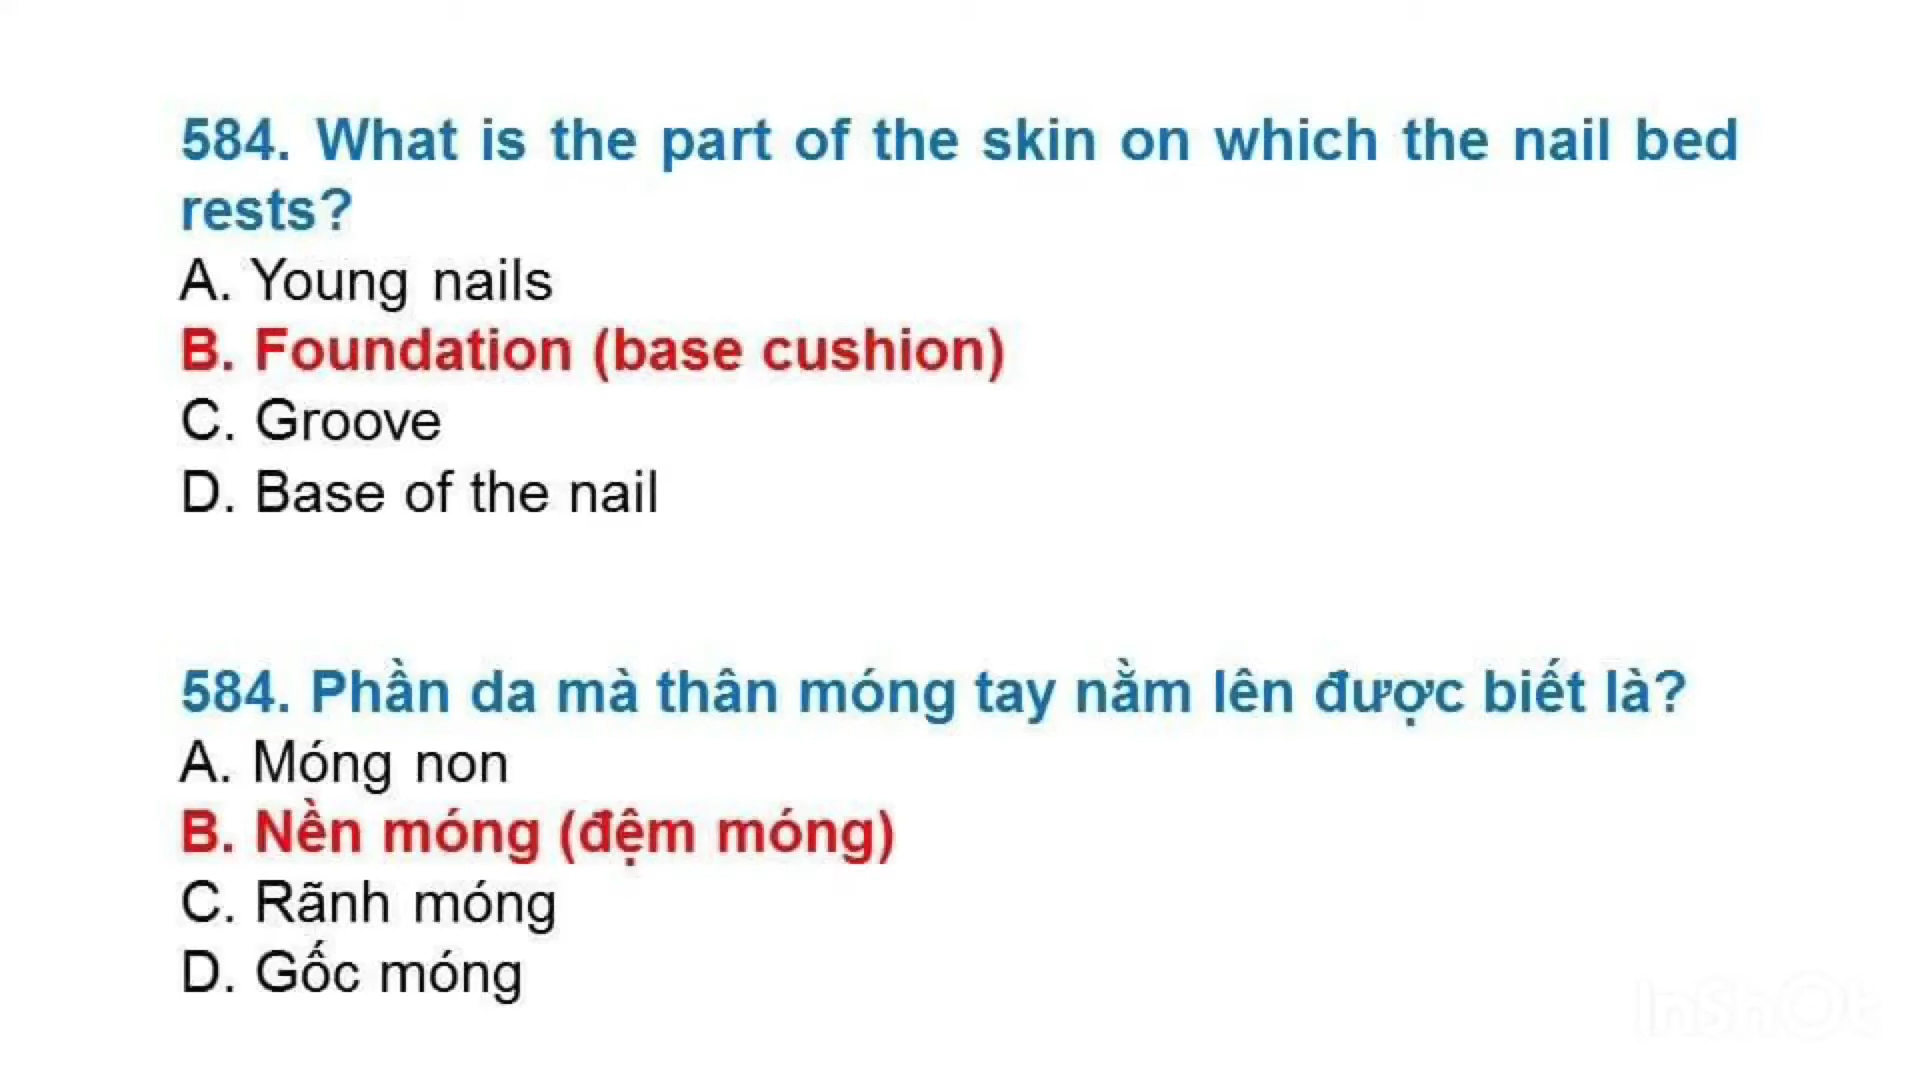 584. What is the part of the skin on which the nail bed
rests?
A. Young nails
B. Foundation (base cushion)
C. Groove
D. Base of the nail
584. Phần da mà thân móng tay nằm lên được biết là?
A. Móng non
B. Nền móng (đệm móng)
C. Rãnh móng
D. Gốc móng
InShOt